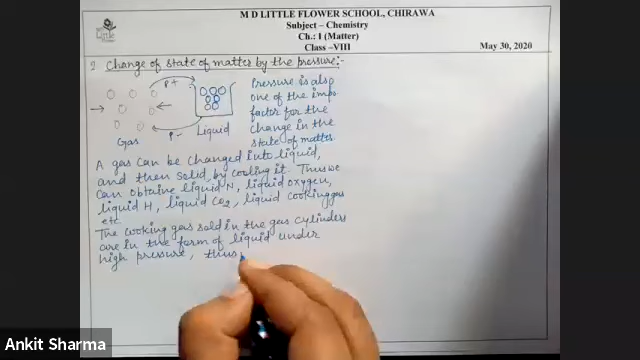 M D LITTLE FLOWER SCHOOL, CHIRAWA
Subject – Chemistry
Ch.: I (Matter)
Class –VIII
May 30, 2020
Little
Change of state of matter by the pressure:-
P+
P-
Gas
Liquid
Pressure is also
one of the imp.
factor for the
change in the
state of matter.
A gas can be changed into liquid,
and then solid, by cooling it. Thus we
can obtaine liquid N, liquid oxygen,
liquid H, liquid CO2, liquid cooking gas
etc.
The cooking gas sold in the gas cylinders
are in the form of liquid under
high pressure, thus
Ankit Sharma